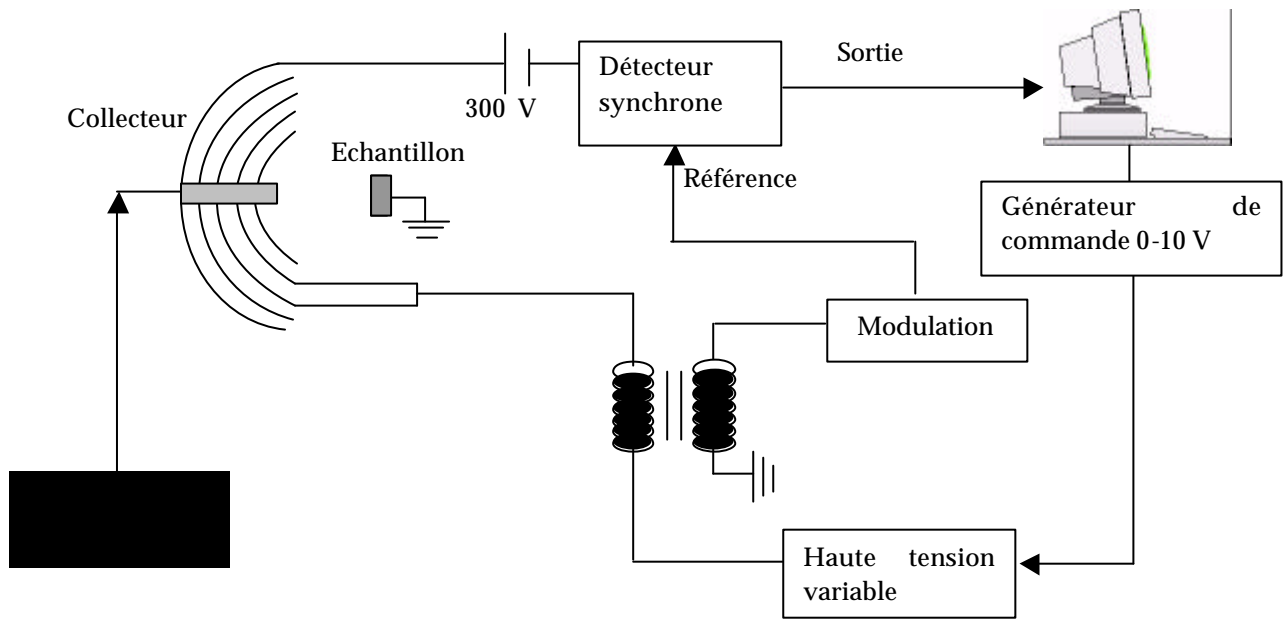 Détecteur
synchrone
Sortie
300 V
Collecteur
Echantillon
Référence
Générateur de
commande 0-10 V
Modulation
Haute tension
variable